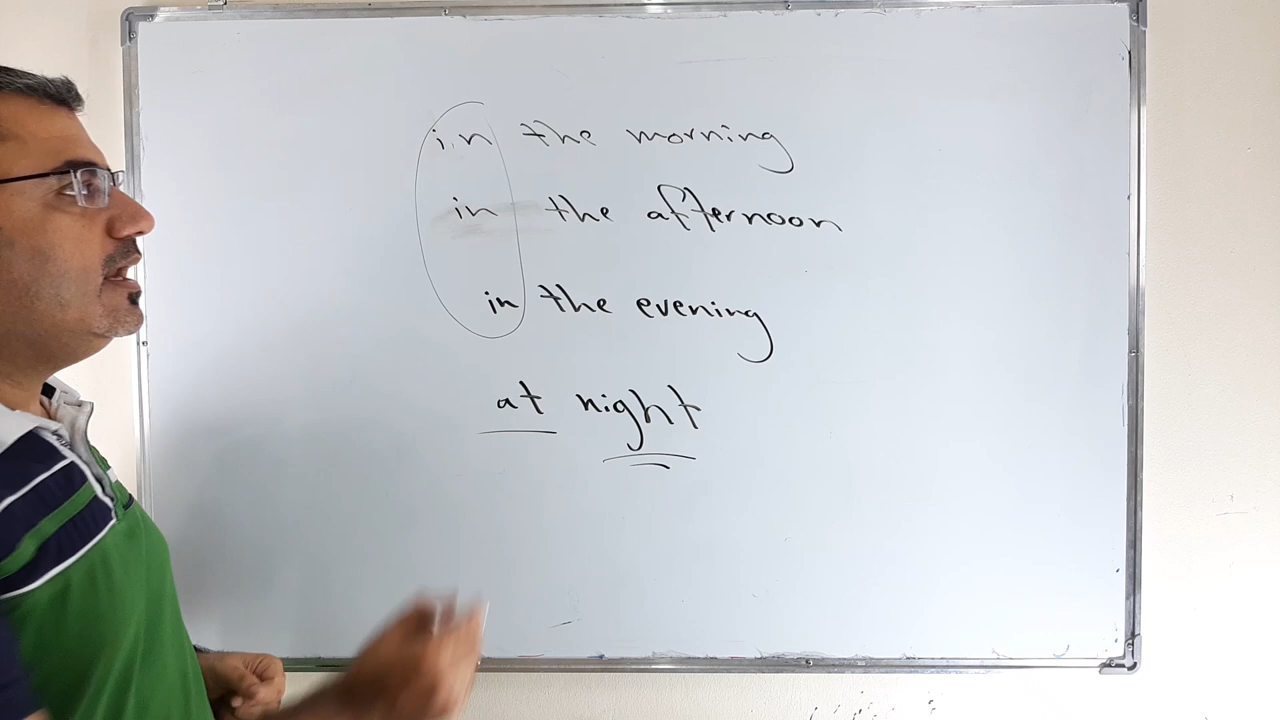 in the morning
in the afternoon
in the evening
at night